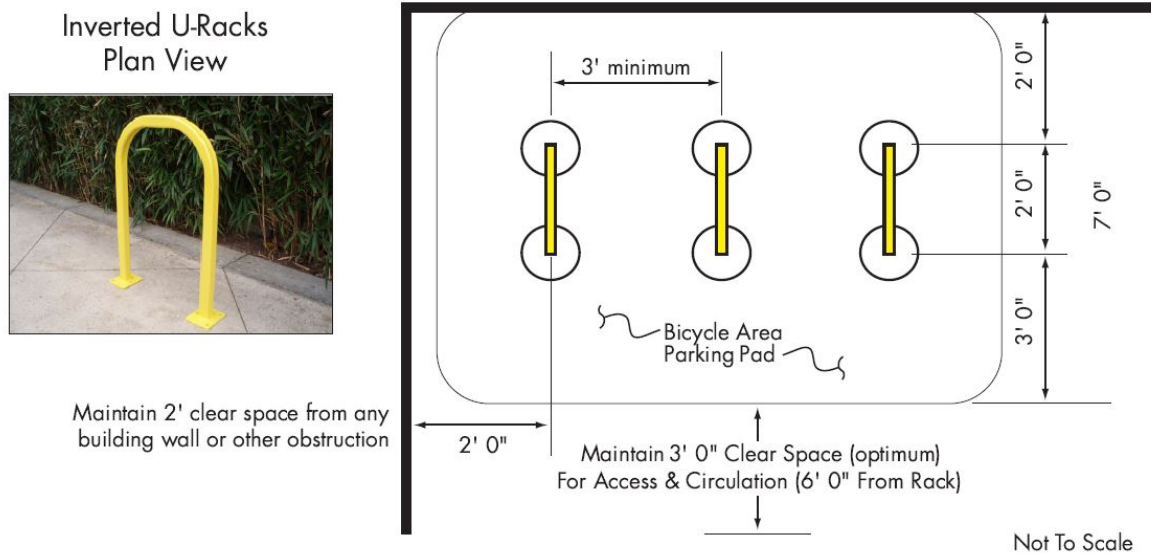 Inverted U-Racks
Plan View
3' minimum
2' 0"
2' 0"
7' 0"
3' 0"
Bicycle Area
Parking Pad
Maintain 2' clear space from any
building wall or other obstruction
2' 0"
Maintain 3' 0" Clear Space (optimum)
For Access & Circulation (6' 0" From Rack)
Not To Scale